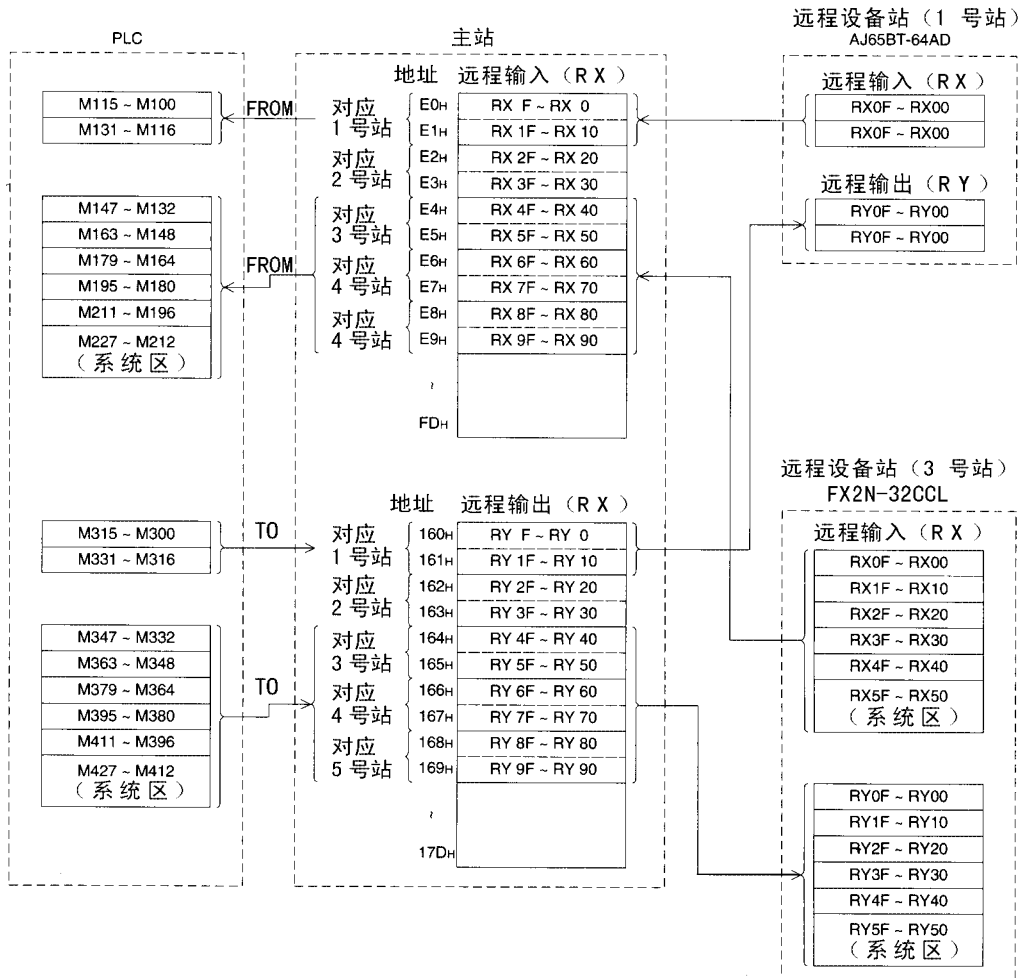 PLC
M115 ~ M100
M131 ~ M116
FROM
M147 ~ M132
M163 ~ M148
M179 ~ M164
M195 ~ M180
M211 ~ M196
M227 ~ M212
（系统区）
FROM
M315 ~ M300
M331 ~ M316
TO
M347 ~ M332
M363 ~ M348
M379 ~ M364
M395 ~ M380
M411 ~ M396
M427 ~ M412
（系统区）
TO
主站
地址 远程输入（RX）
对应
1号站
E0H RX F ~ RX 0
E1H RX 1F ~ RX 10
对应
2号站
E2H RX 2F ~ RX 20
E3H RX 3F ~ RX 30
对应
3号站
E4H RX 4F ~ RX 40
E5H RX 5F ~ RX 50
对应
4号站
E6H RX 6F ~ RX 60
E7H RX 7F ~ RX 70
对应
4号站
E8H RX 8F ~ RX 80
E9H RX 9F ~ RX 90
~
FDH
地址 远程输出（RX）
对应
1号站
160H RY F ~ RY 0
161H RY 1F ~ RY 10
对应
2号站
162H RY 2F ~ RY 20
163H RY 3F ~ RY 30
对应
3号站
164H RY 4F ~ RY 40
165H RY 5F ~ RY 50
对应
4号站
166H RY 6F ~ RY 60
167H RY 7F ~ RY 70
对应
5号站
168H RY 8F ~ RY 80
169H RY 9F ~ RY 90
~
17DH
远程设备站（1 号站）
AJ65BT-64AD
远程输入（RX）
RX0F ~ RX00
RX0F ~ RX00
远程输出（RY）
RY0F ~ RY00
RY0F ~ RY00
远程设备站（3 号站）
FX2N-32CCL
远程输入（RX）
RX0F ~ RX00
RX1F ~ RX10
RX2F ~ RX20
RX3F ~ RX30
RX4F ~ RX40
RX5F ~ RX50
（系统区）
RY0F ~ RY00
RY1F ~ RY10
RY2F ~ RY20
RY3F ~ RY30
RY4F ~ RY40
RY5F ~ RY50
（系统区）